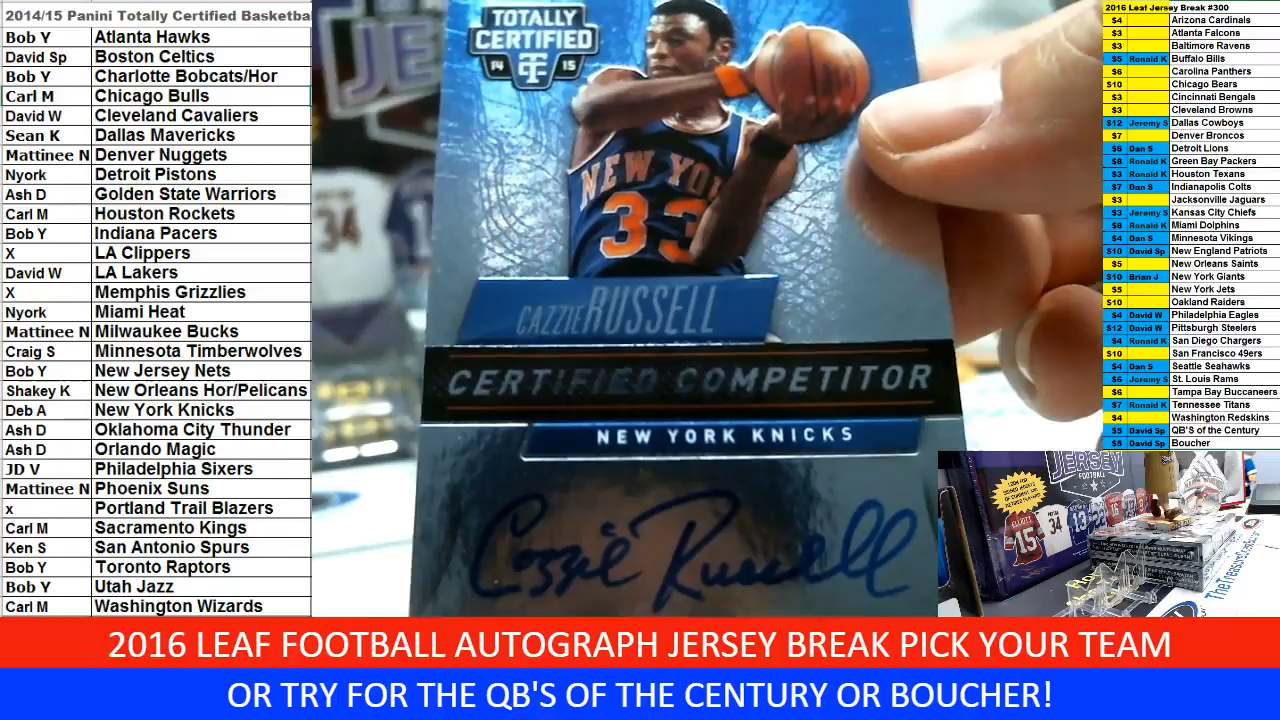 2014/15 Panini Totally Certified Basketba
Bob Y Atlanta Hawks
David Sp Boston Celtics
Bob Y Charlotte Bobcats/Hor
Carl M Chicago Bulls
David W Cleveland Cavaliers
Sean K Dallas Mavericks
Mattinee N Denver Nuggets
Nyork Detroit Pistons
Ash D Golden State Warriors
Carl M Houston Rockets
Bob Y Indiana Pacers
X LA Clippers
David W LA Lakers
X Memphis Grizzlies
Nyork Miami Heat
Mattinee N Milwaukee Bucks
Craig S Minnesota Timberwolves
Bob Y New Jersey Nets
Shakey K New Orleans Hor/Pelicans
Deb A New York Knicks
Ash D Oklahoma City Thunder
Ash D Orlando Magic
JD V Philadelphia Sixers
Mattinee N Phoenix Suns
x Portland Trail Blazers
Carl M Sacramento Kings
Ken S San Antonio Spurs
Bob Y Toronto Raptors
Bob Y Utah Jazz
Carl M Washington Wizards
JE
34
TOTALLY
CERTIFIED
14 TC 15
NEW YO
33
CAZZIE RUSSELL
CERTIFIED COMPETITOR
NEW YORK KNICKS
Cazzie Russell
2016 Leaf Jersey Break #300
$4 Arizona Cardinals
$3 Atlanta Falcons
$3 Baltimore Ravens
$5 Ronald K Buffalo Bills
$6 Carolina Panthers
$10 Chicago Bears
$3 Cincinnati Bengals
$3 Cleveland Browns
$12 Jeremy S Dallas Cowboys
$7 Denver Broncos
$6 Dan S Detroit Lions
$8 Ronald K Green Bay Packers
$3 Ronald K Houston Texans
$7 Dan S Indianapolis Colts
$3 Jacksonville Jaguars
$3 Jeremy S Kansas City Chiefs
$8 Ronald K Miami Dolphins
$4 Dan S Minnesota Vikings
$10 David Sp New England Patriots
$5 New Orleans Saints
$10 Brian J New York Giants
$5 New York Jets
$10 Oakland Raiders
$4 David W Philadelphia Eagles
$12 David W Pittsburgh Steelers
$4 Ronald K San Diego Chargers
$10 San Francisco 49ers
$4 Dan S Seattle Seahawks
$6 Jeremy S St. Louis Rams
$6 Tampa Bay Buccaneers
$7 Ronald K Tennessee Titans
$4 Washington Redskins
$5 David Sp QB'S of the Century
$5 David Sp Boucher
JERSEY
FOOTBALL
ELLIOTT
15
34
13
16
TheTreasure
2016 LEAF FOOTBALL AUTOGRAPH JERSEY BREAK PICK YOUR TEAM
OR TRY FOR THE QB'S OF THE CENTURY OR BOUCHER!